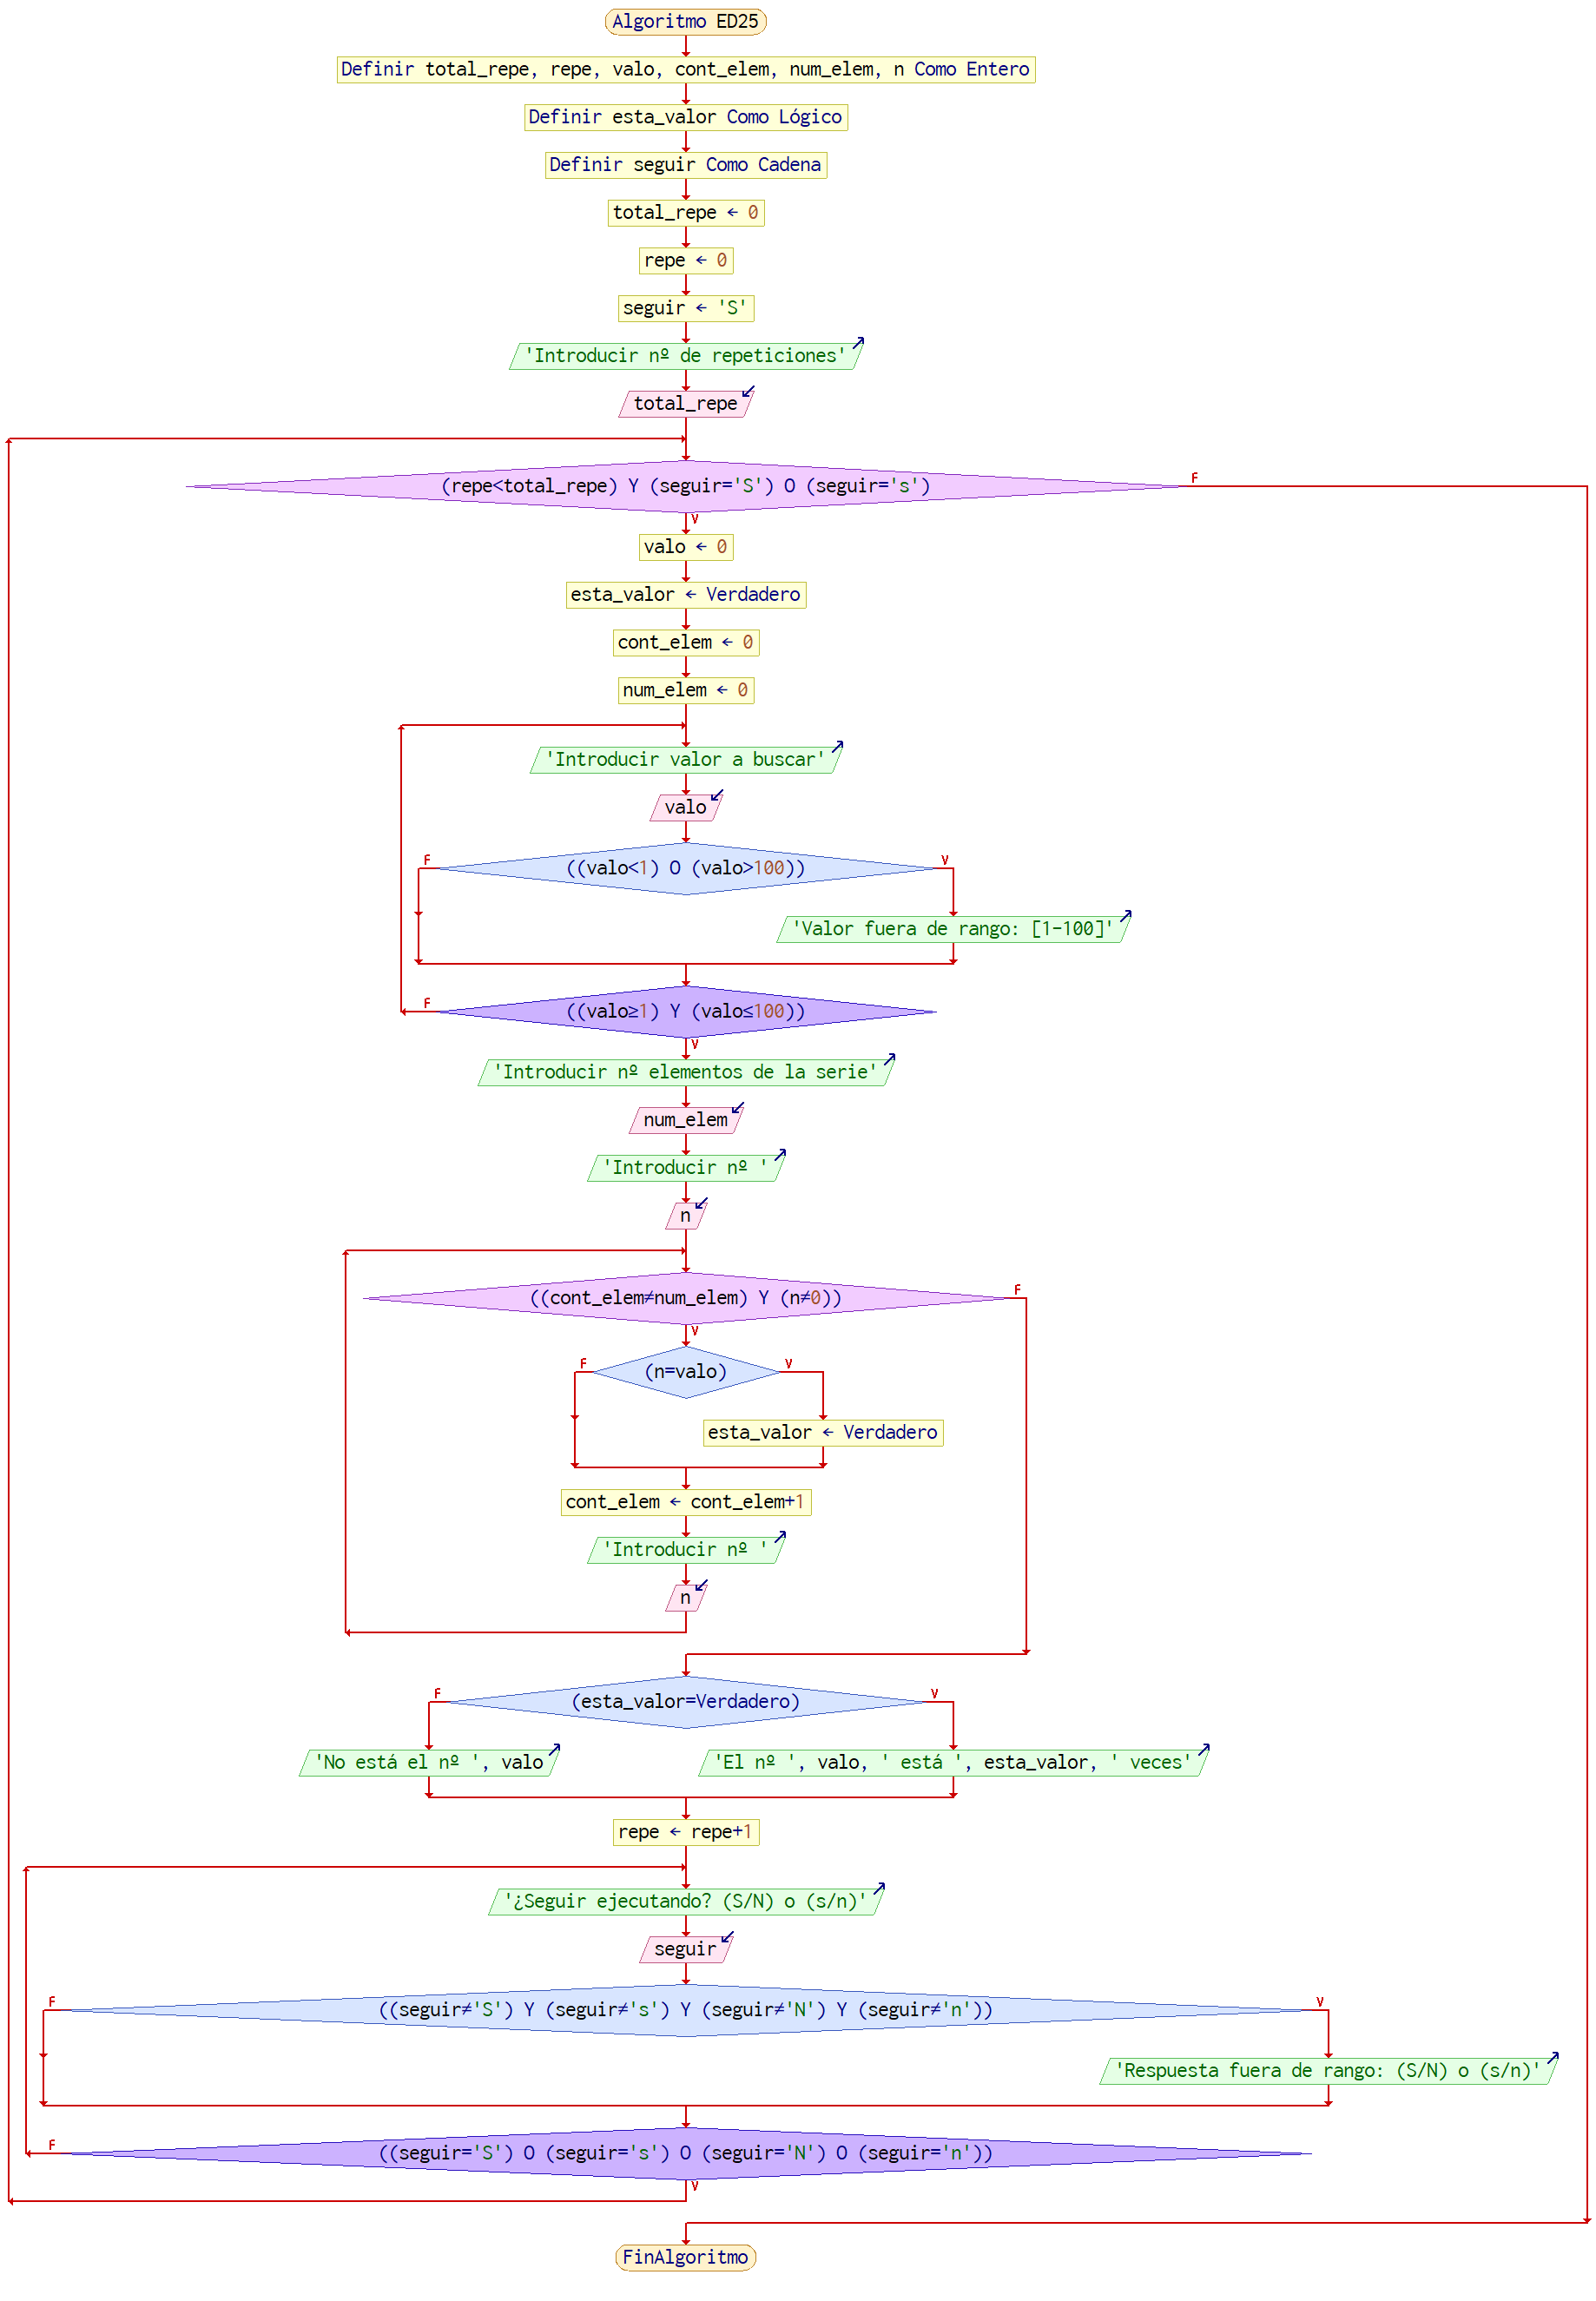 Algoritmo ED25
Definir total_repe, repe, valo, cont_elem, num_elem, n Como Entero
Definir esta_valor Como Lógico
Definir seguir Como Cadena
total_repe ← 0
repe ← 0
seguir ← 'S'
'Introducir nº de repeticiones'
total_repe
(repe<total_repe) Y (seguir='S') O (seguir='s')
F
V
valo ← 0
esta_valor ← Verdadero
cont_elem ← 0
num_elem ← 0
'Introducir valor a buscar'
valo
F
((valo<1) O (valo>100))
V
'Valor fuera de rango: [1-100]'
F
((valo≥1) Y (valo≤100))
V
'Introducir nº elementos de la serie'
num_elem
'Introducir nº '
n
((cont_elem≠num_elem) Y (n≠0))
F
V
F
(n=valo)
V
esta_valor ← Verdadero
cont_elem ← cont_elem+1
'Introducir nº '
n
F
(esta_valor=Verdadero)
V
'No está el nº ', valo
'El nº ', valo, ' está ', esta_valor, ' veces'
repe ← repe+1
'¿Seguir ejecutando? (S/N) o (s/n)'
seguir
F
((seguir≠'S') Y (seguir≠'s') Y (seguir≠'N') Y (seguir≠'n'))
V
'Respuesta fuera de rango: (S/N) o (s/n)'
F
((seguir='S') O (seguir='s') O (seguir='N') O (seguir='n'))
V
FinAlgoritmo